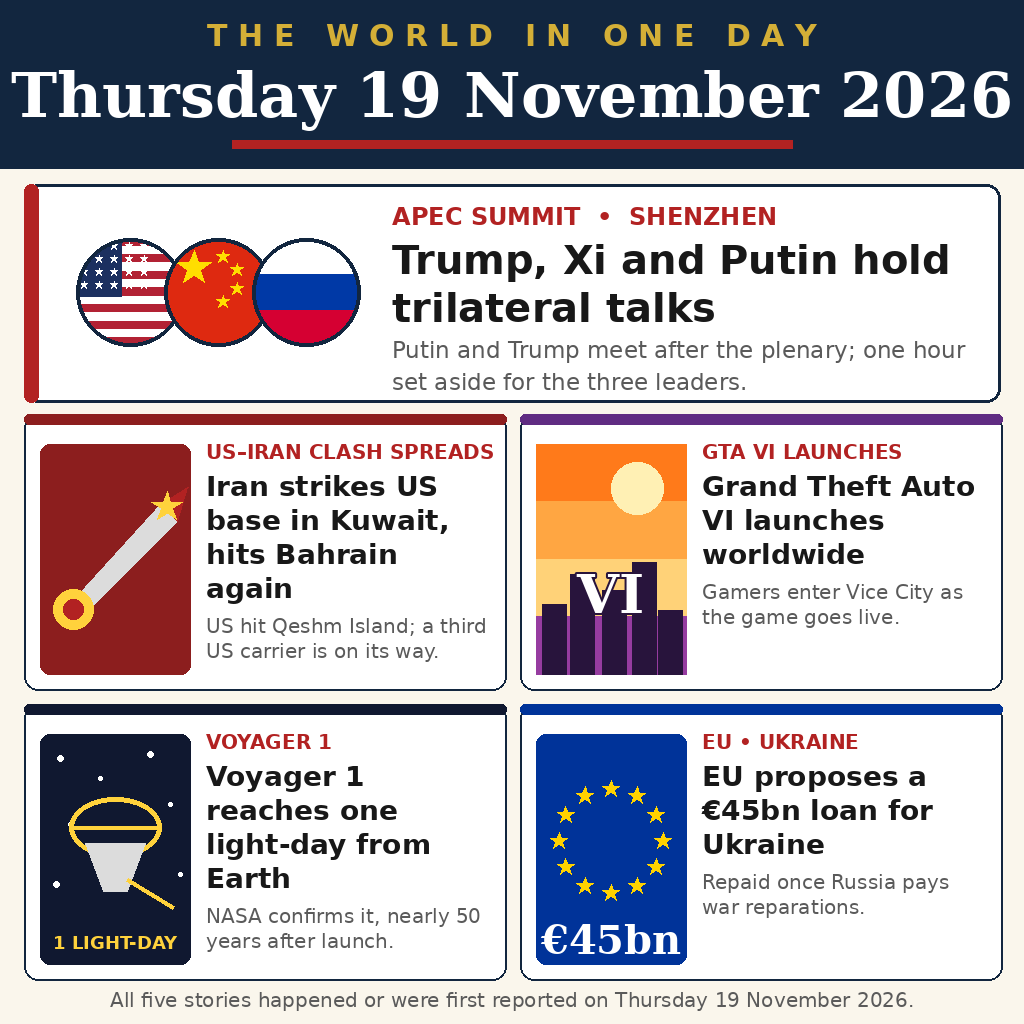 THE WORLD IN ONE DAY
Thursday 19 November 2026
APEC SUMMIT • SHENZHEN
Trump, Xi and Putin hold
trilateral talks
Putin and Trump meet after the plenary; one hour
set aside for the three leaders.
US–IRAN CLASH SPREADS
Iran strikes US
base in Kuwait,
hits Bahrain
again
US hit Qeshm Island; a third
US carrier is on its way.
VI
GTA VI LAUNCHES
Grand Theft Auto
VI launches
worldwide
Gamers enter Vice City as
the game goes live.
1 LIGHT-DAY
VOYAGER 1
Voyager 1
reaches one
light-day from
Earth
NASA confirms it, nearly 50
years after launch.
€45bn
EU • UKRAINE
EU proposes a
€45bn loan for
Ukraine
Repaid once Russia pays
war reparations.
All five stories happened or were first reported on Thursday 19 November 2026.